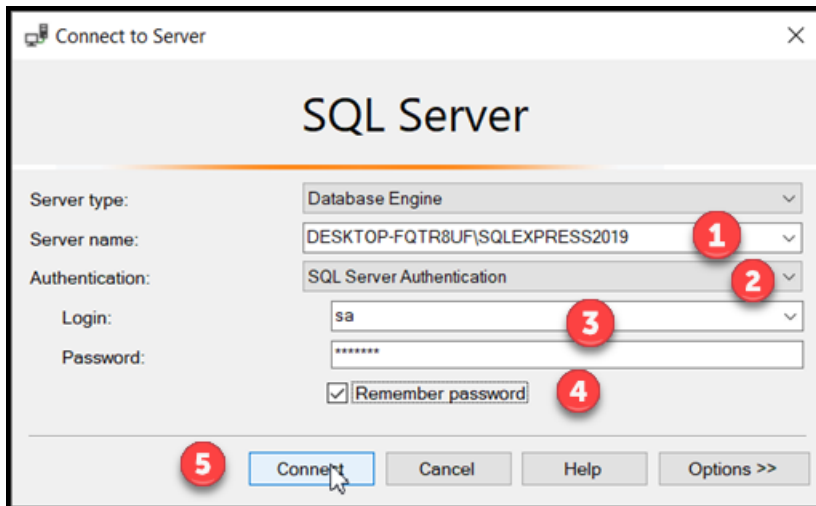 Connect to Server
SQL Server
Server type: Database Engine
Server name: DESKTOP-FQTR8UF\SQLEXPRESS2019 1
Authentication: SQL Server Authentication 2
Login: sa 3
Password: *******
Remember password 4
5 Connect Cancel Help Options >>